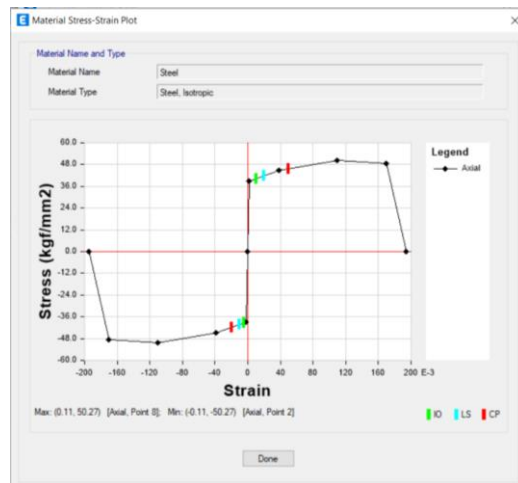 E Material Stress-Strain Plot
Material Name and Type
Material Name Steel
Material Type Steel, Isotropic
60.0
48.0
36.0
24.0
12.0
0.0
-12.0
-24.0
-36.0
-48.0
-60.0
Stress (kgf/mm2)
-200 -160 -120 -80 -40 0 40 80 120 160 200 E-3
Strain
Legend
Axial
Max: (0.11, 50.27) [Axial, Point 8]; Min: (-0.11, -50.27) [Axial, Point 2]
IO LS CP
Done